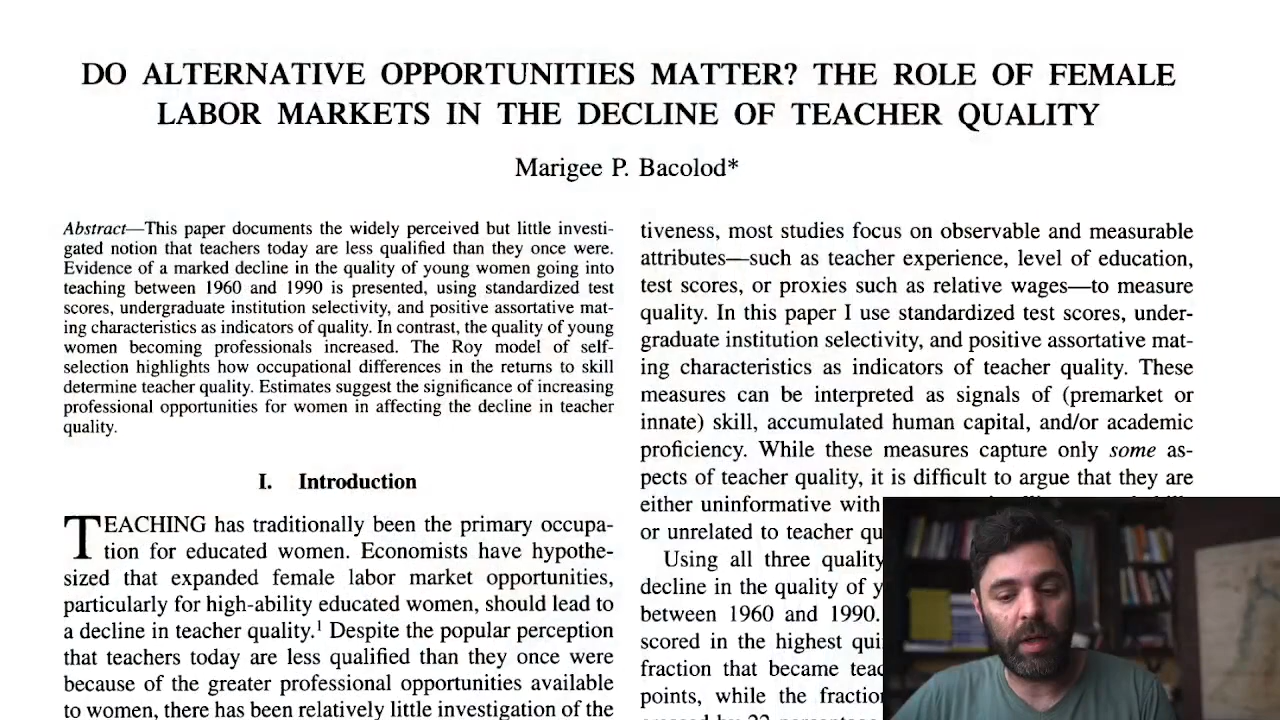 DO ALTERNATIVE OPPORTUNITIES MATTER? THE ROLE OF FEMALE
LABOR MARKETS IN THE DECLINE OF TEACHER QUALITY
Marigee P. Bacolod*
Abstract—This paper documents the widely perceived but little investi-
gated notion that teachers today are less qualified than they once were.
Evidence of a marked decline in the quality of young women going into
teaching between 1960 and 1990 is presented, using standardized test
scores, undergraduate institution selectivity, and positive assortative mat-
ing characteristics as indicators of quality. In contrast, the quality of young
women becoming professionals increased. The Roy model of self-
selection highlights how occupational differences in the returns to skill
determine teacher quality. Estimates suggest the significance of increasing
professional opportunities for women in affecting the decline in teacher
quality.
I. Introduction
TEACHING has traditionally been the primary occupa-
tion for educated women. Economists have hypothe-
sized that expanded female labor market opportunities,
particularly for high-ability educated women, should lead to
a decline in teacher quality.¹ Despite the popular perception
that teachers today are less qualified than they once were
because of the greater professional opportunities available
to women, there has been relatively little investigation of the
tiveness, most studies focus on observable and measurable
attributes—such as teacher experience, level of education,
test scores, or proxies such as relative wages—to measure
quality. In this paper I use standardized test scores, under-
graduate institution selectivity, and positive assortative mat-
ing characteristics as indicators of teacher quality. These
measures can be interpreted as signals of (premarket or
innate) skill, accumulated human capital, and/or academic
proficiency. While these measures capture only some as-
pects of teacher quality, it is difficult to argue that they are
either uninformative with
or unrelated to teacher qu
Using all three quality
decline in the quality of y
between 1960 and 1990.
scored in the highest qui
fraction that became teac
points, while the fraction